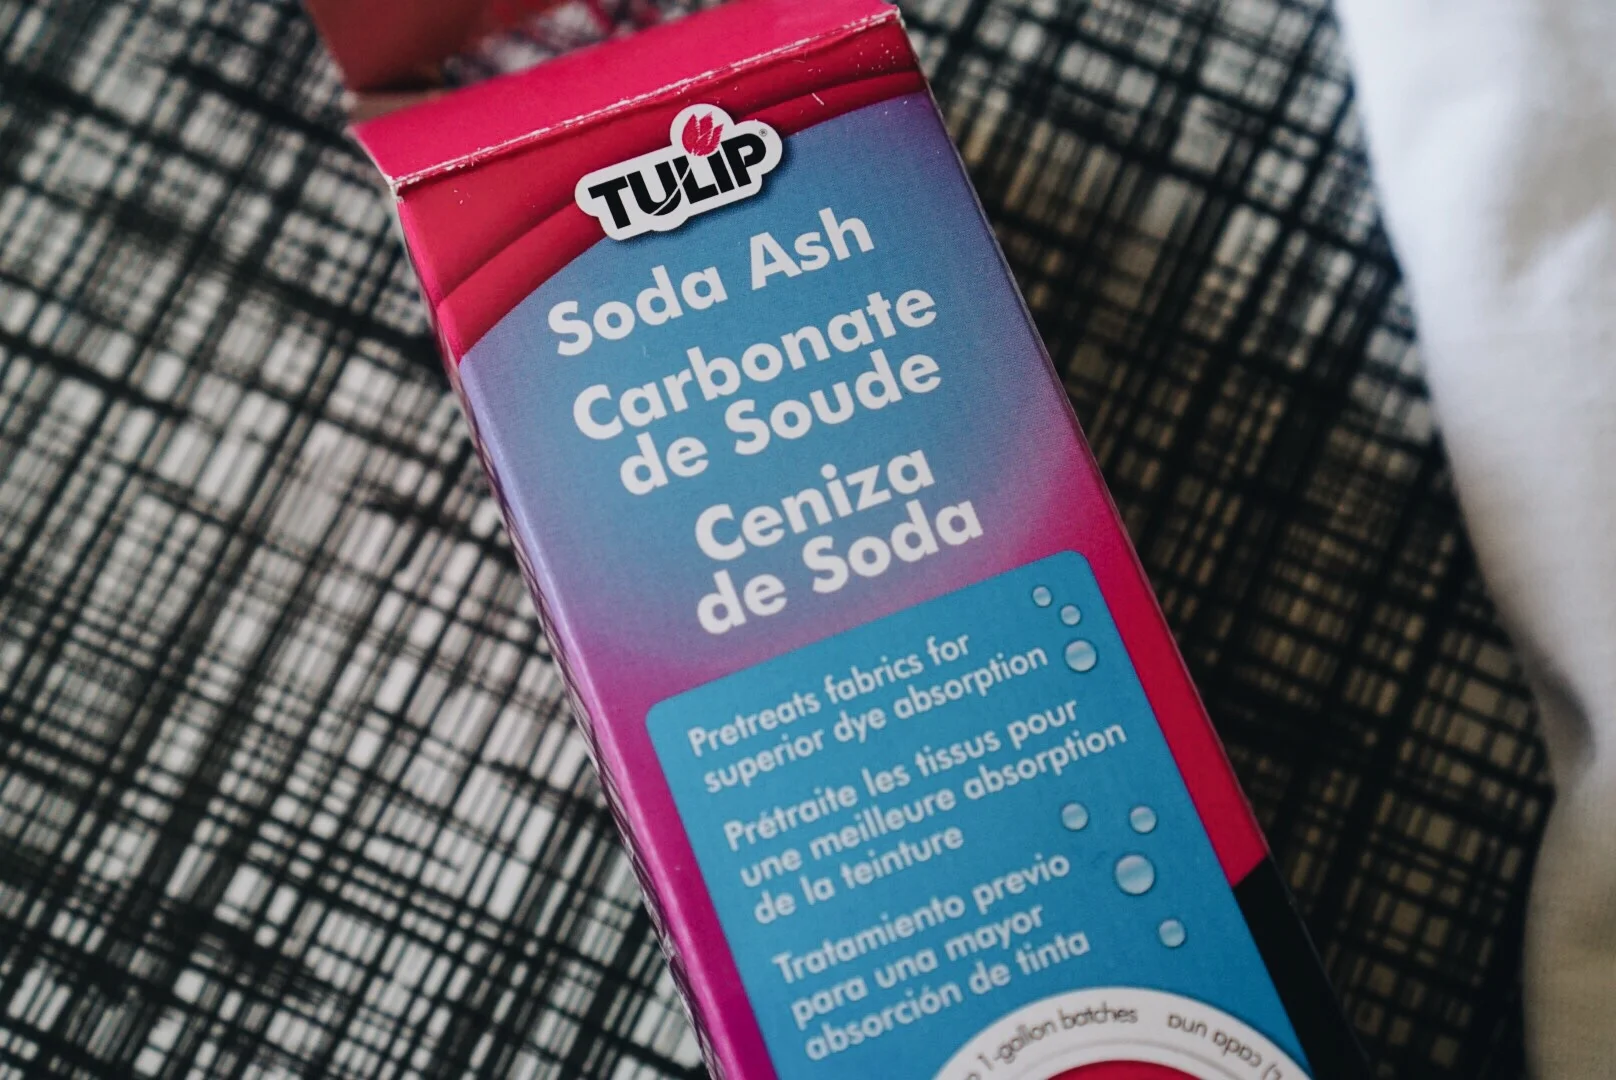 TULIP®
Soda Ash
Carbonate
de Soude
Ceniza
de Soda
Pretreats fabrics for
superior dye absorption
Prétraite les tissus pour
une meilleure absorption
de la teinture
Tratamiento previo
para una mayor
absorción de tinta
1-gallon batches
cada una